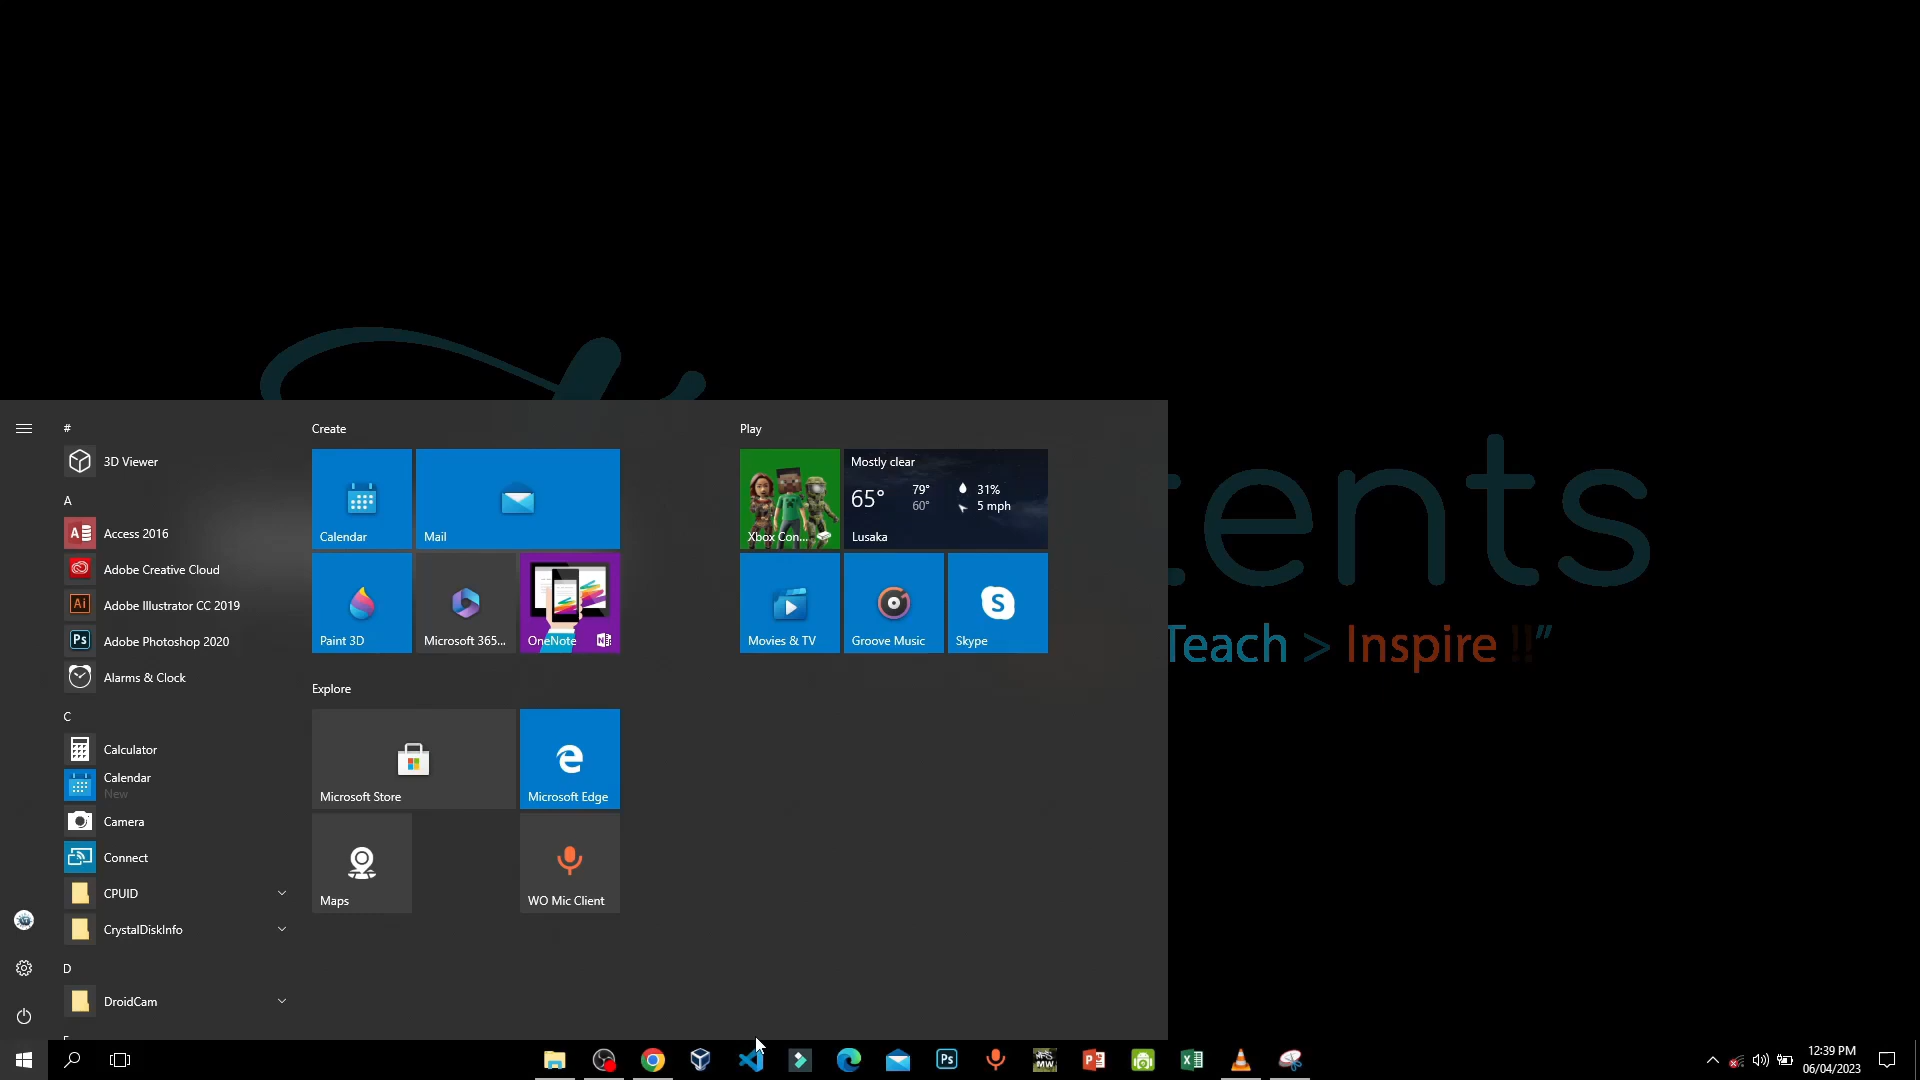 #
3D Viewer
A
Access 2016
Adobe Creative Cloud
Adobe Illustrator CC 2019
Adobe Photoshop 2020
Alarms & Clock
C
Calculator
Calendar
New
Camera
Connect
CPUID
CrystalDiskInfo
D
DroidCam
Create
Calendar
Mail
Paint 3D
Microsoft 365...
OneNote
Explore
Microsoft Store
Microsoft Edge
Maps
WO Mic Client
Play
Xbox Con...
Mostly clear
65°
79°
60°
31%
5 mph
Lusaka
Movies & TV
Groove Music
Skype
tents
Teach > Inspire !!”
12:39 PM
06/04/2023